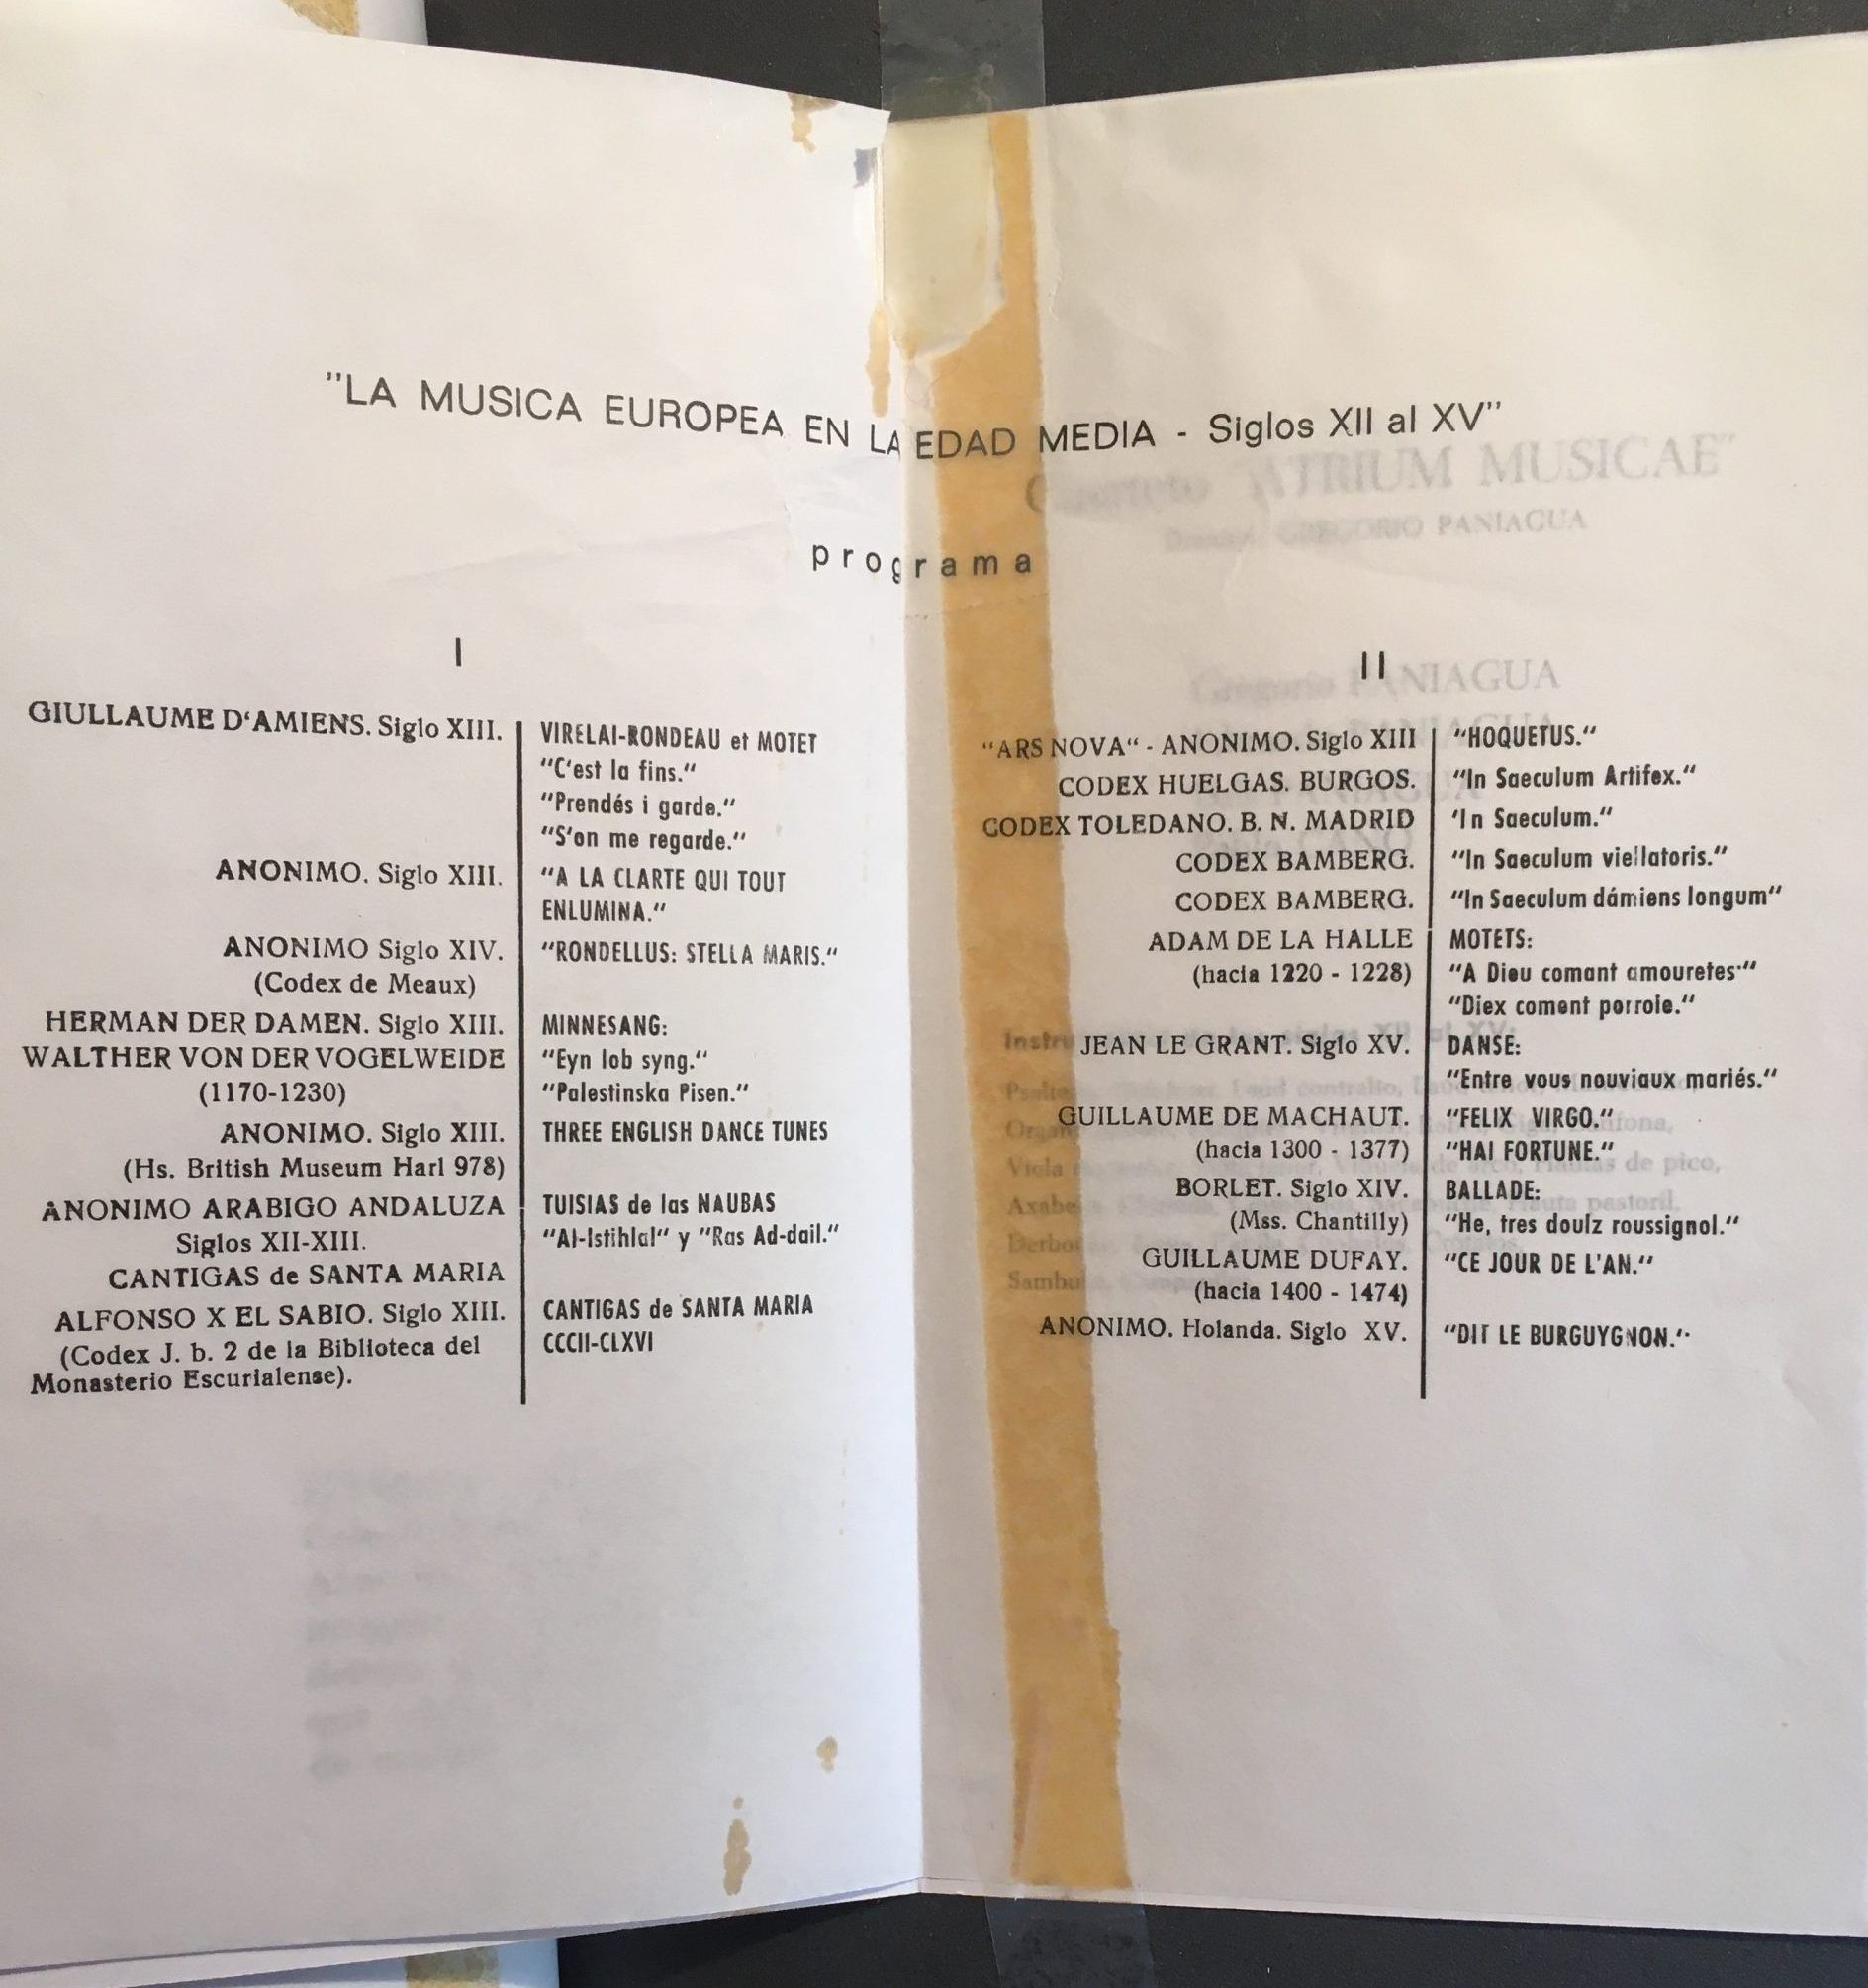 "LA MUSICA EUROPEA EN LA EDAD MEDIA - Siglos XII al XV"
programa
I
GIULLAUME D'AMIENS. Siglo XIII.
VIRELAI-RONDEAU et MOTET
"C'est la fins."
"Prendés i garde."
"S'on me regarde."
ANONIMO. Siglo XIII.
"A LA CLARTE QUI TOUT
ENLUMINA."
ANONIMO Siglo XIV.
(Codex de Meaux)
"RONDELLUS: STELLA MARIS."
HERMAN DER DAMEN. Siglo XIII.
MINNESANG:
WALTHER VON DER VOGELWEIDE
(1170-1230)
"Eyn lob syng."
"Palestinska Pisen."
ANONIMO. Siglo XIII.
(Hs. British Museum Harl 978)
THREE ENGLISH DANCE TUNES
ANONIMO ARABIGO ANDALUZA
Siglos XII-XIII.
TUISIAS de las NAUBAS
"Al-Istihlal" y "Ras Ad-dail."
CANTIGAS de SANTA MARIA
ALFONSO X EL SABIO. Siglo XIII.
(Codex J. b. 2 de la Biblioteca del
Monasterio Escurialense).
CANTIGAS de SANTA MARIA
CCCII-CLXVI
II
"ARS NOVA" - ANONIMO. Siglo XIII
"HOQUETUS."
CODEX HUELGAS. BURGOS.
"In Saeculum Artifex."
CODEX TOLEDANO. B. N. MADRID
'In Saeculum."
CODEX BAMBERG.
"In Saeculum viellatoris."
CODEX BAMBERG.
"In Saeculum dámiens longum"
ADAM DE LA HALLE
(hacia 1220 - 1228)
MOTETS:
"A Dieu comant amouretes."
"Diex coment porroie."
JEAN LE GRANT. Siglo XV.
DANSE:
"Entre vous nouviaux mariés."
GUILLAUME DE MACHAUT.
(hacia 1300 - 1377)
"FELIX VIRGO."
"HAI FORTUNE."
BORLET. Siglo XIV.
(Mss. Chantilly)
BALLADE:
"He, tres doulz roussignol."
GUILLAUME DUFAY.
(hacia 1400 - 1474)
"CE JOUR DE L'AN."
ANONIMO. Holanda. Siglo XV.
"DIT LE BURGUYGNON."
ATRIUM MUSICAE"
GREGORIO PANIAGUA
Gregorio PANIAGUA